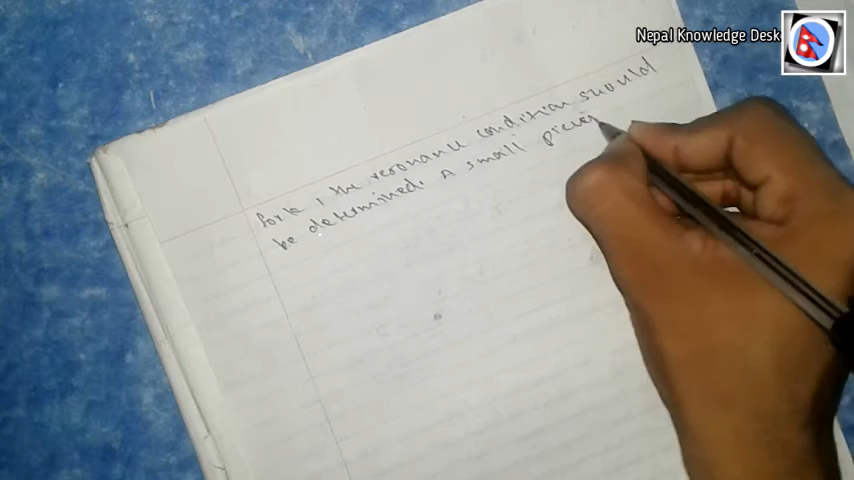 Nepal Knowledge Desk
fork, the resonance condition should
be determined. A small